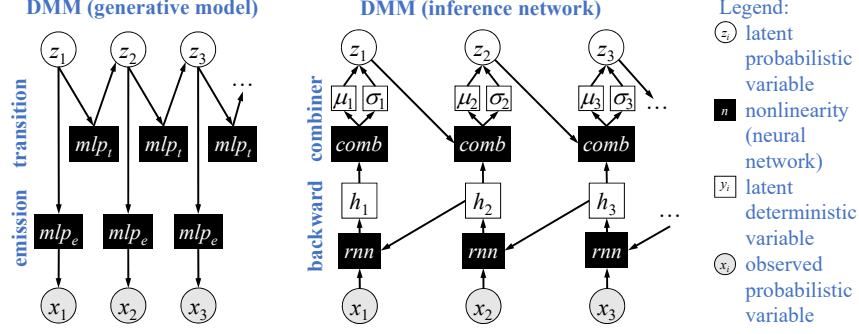 DMM (generative model)
z1 z2 z3
...
transition
mlpt mlpt mlpt
emission
mlpe mlpe mlpe
x1 x2 x3
DMM (inference network)
z1 z2 z3
μ1 σ1 μ2 σ2 μ3 σ3
...
combiner
comb comb comb
h1 h2 h3
...
backward
rnn rnn rnn
x1 x2 x3
Legend:
zi latent
probabilistic
variable
n nonlinearity
(neural
network)
yi latent
deterministic
variable
xi observed
probabilistic
variable